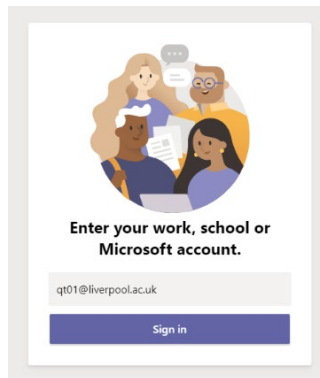 Enter your work, school or
Microsoft account.
qt01@liverpool.ac.uk
Sign in